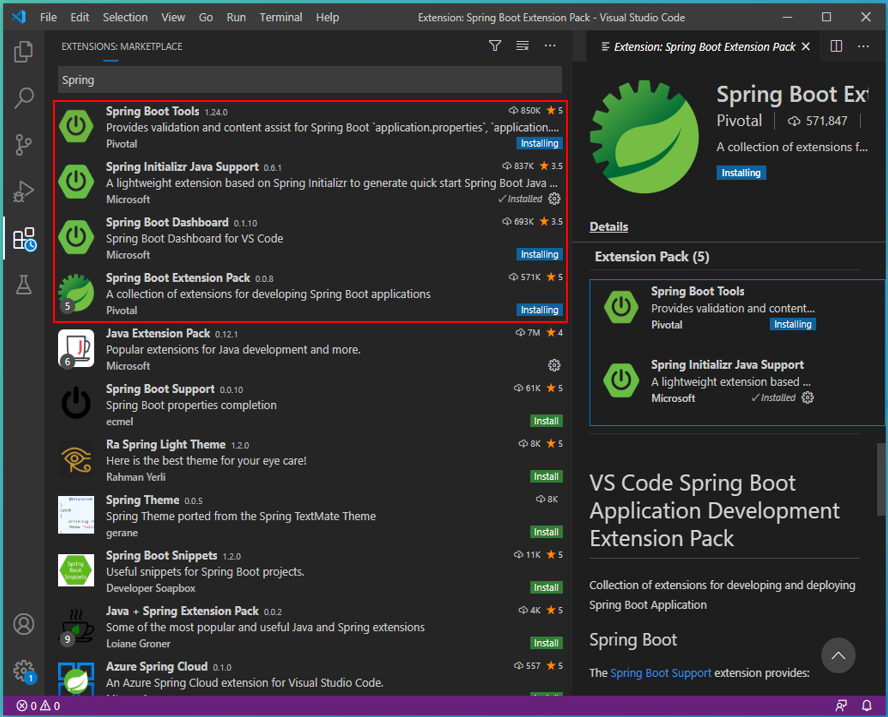 File Edit Selection View Go Run Terminal Help Extension: Spring Boot Extension Pack - Visual Studio Code
EXTENSIONS: MARKETPLACE
Spring
Spring Boot Tools 1.24.0 850K 5
Provides validation and content assist for Spring Boot `application.properties`, `application....
Pivotal Installing
Spring Initializr Java Support 0.6.1 837K 3.5
A lightweight extension based on Spring Initializr to generate quick start Spring Boot Java ...
Microsoft Installed
Spring Boot Dashboard 0.1.10 693K 3.5
Spring Boot Dashboard for VS Code
Microsoft Installing
Spring Boot Extension Pack 0.0.8 571K 5
A collection of extensions for developing Spring Boot applications
5
Pivotal Installing
Java Extension Pack 0.12.1 7M 4
Popular extensions for Java development and more.
6
Microsoft
Spring Boot Support 0.0.10 61K 5
Spring Boot properties completion
ecmel Install
Ra Spring Light Theme 1.2.0 8K 5
Here is the best theme for your eye care!
Rahman Yerli Install
Spring Theme 0.0.5 8K
Spring Theme ported from the Spring TextMate Theme
gerane Install
Spring Boot Snippets 1.2.0 11K 5
Useful snippets for Spring Boot projects.
Spring Boot Snippets
Developer Soapbox Install
Java + Spring Extension Pack 0.0.2 4K 5
Some of the most popular and useful Java and Spring extensions
9
Loiane Groner Install
Azure Spring Cloud 0.1.0 557 5
An Azure Spring Cloud extension for Visual Studio Code.
1
0 0
Extension: Spring Boot Extension Pack
Spring Boot Ext
Pivotal 571,847
A collection of extensions f...
Installing
Details
Extension Pack (5)
Spring Boot Tools
Provides validation and content...
Pivotal Installing
Spring Initializr Java Support
A lightweight extension based ...
Microsoft Installed
VS Code Spring Boot
Application Development
Extension Pack
Collection of extensions for developing and deploying
Spring Boot Application
Spring Boot
The Spring Boot Support extension provides: